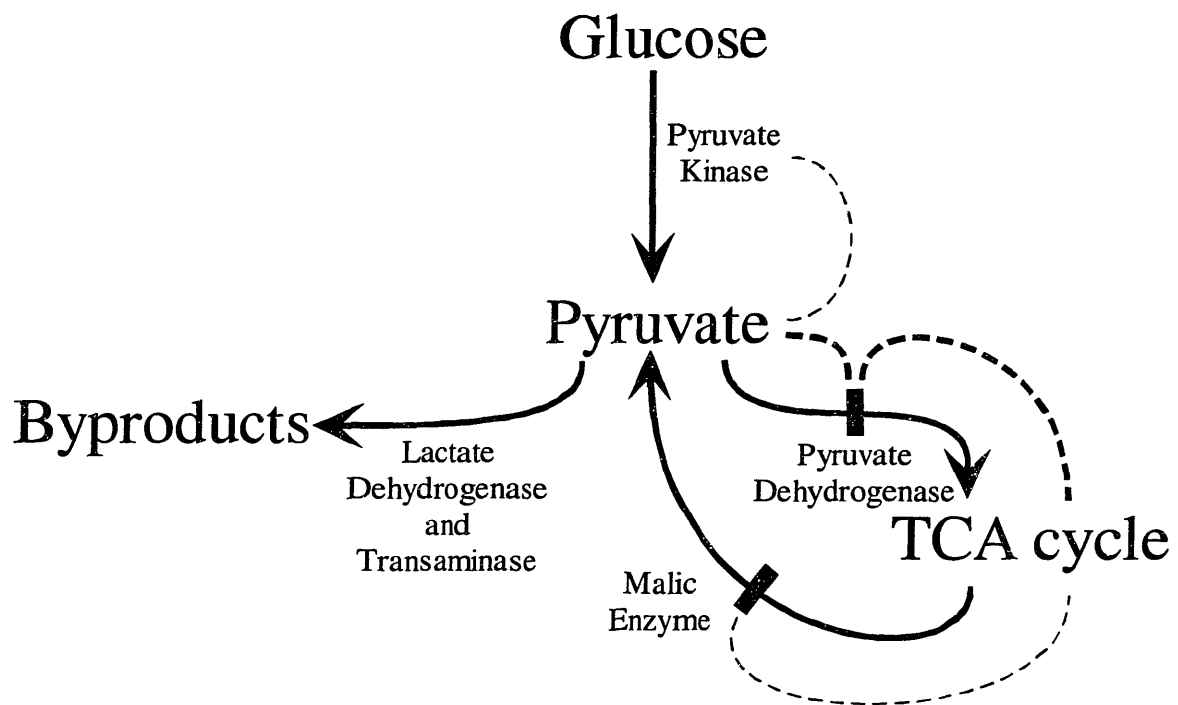 Glucose
Pyruvate
Kinase
Pyruvate
Byproducts
Lactate
Dehydrogenase
and
Transaminase
Pyruvate
Dehydrogenase
TCA cycle
Malic
Enzyme